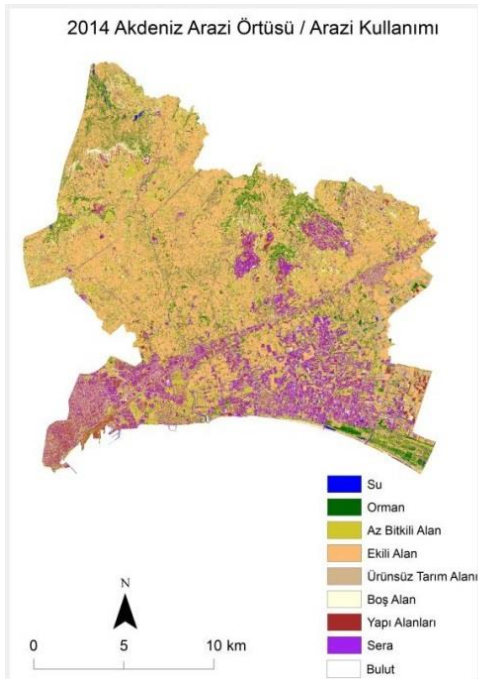 2014 Akdeniz Arazi Örtüsü / Arazi Kullanımı
Su
Orman
Az Bitkili Alan
Ekili Alan
Ürünsüz Tarım Alanı
Boş Alan
Yapı Alanları
Sera
Bulut
N
0 5 10 km